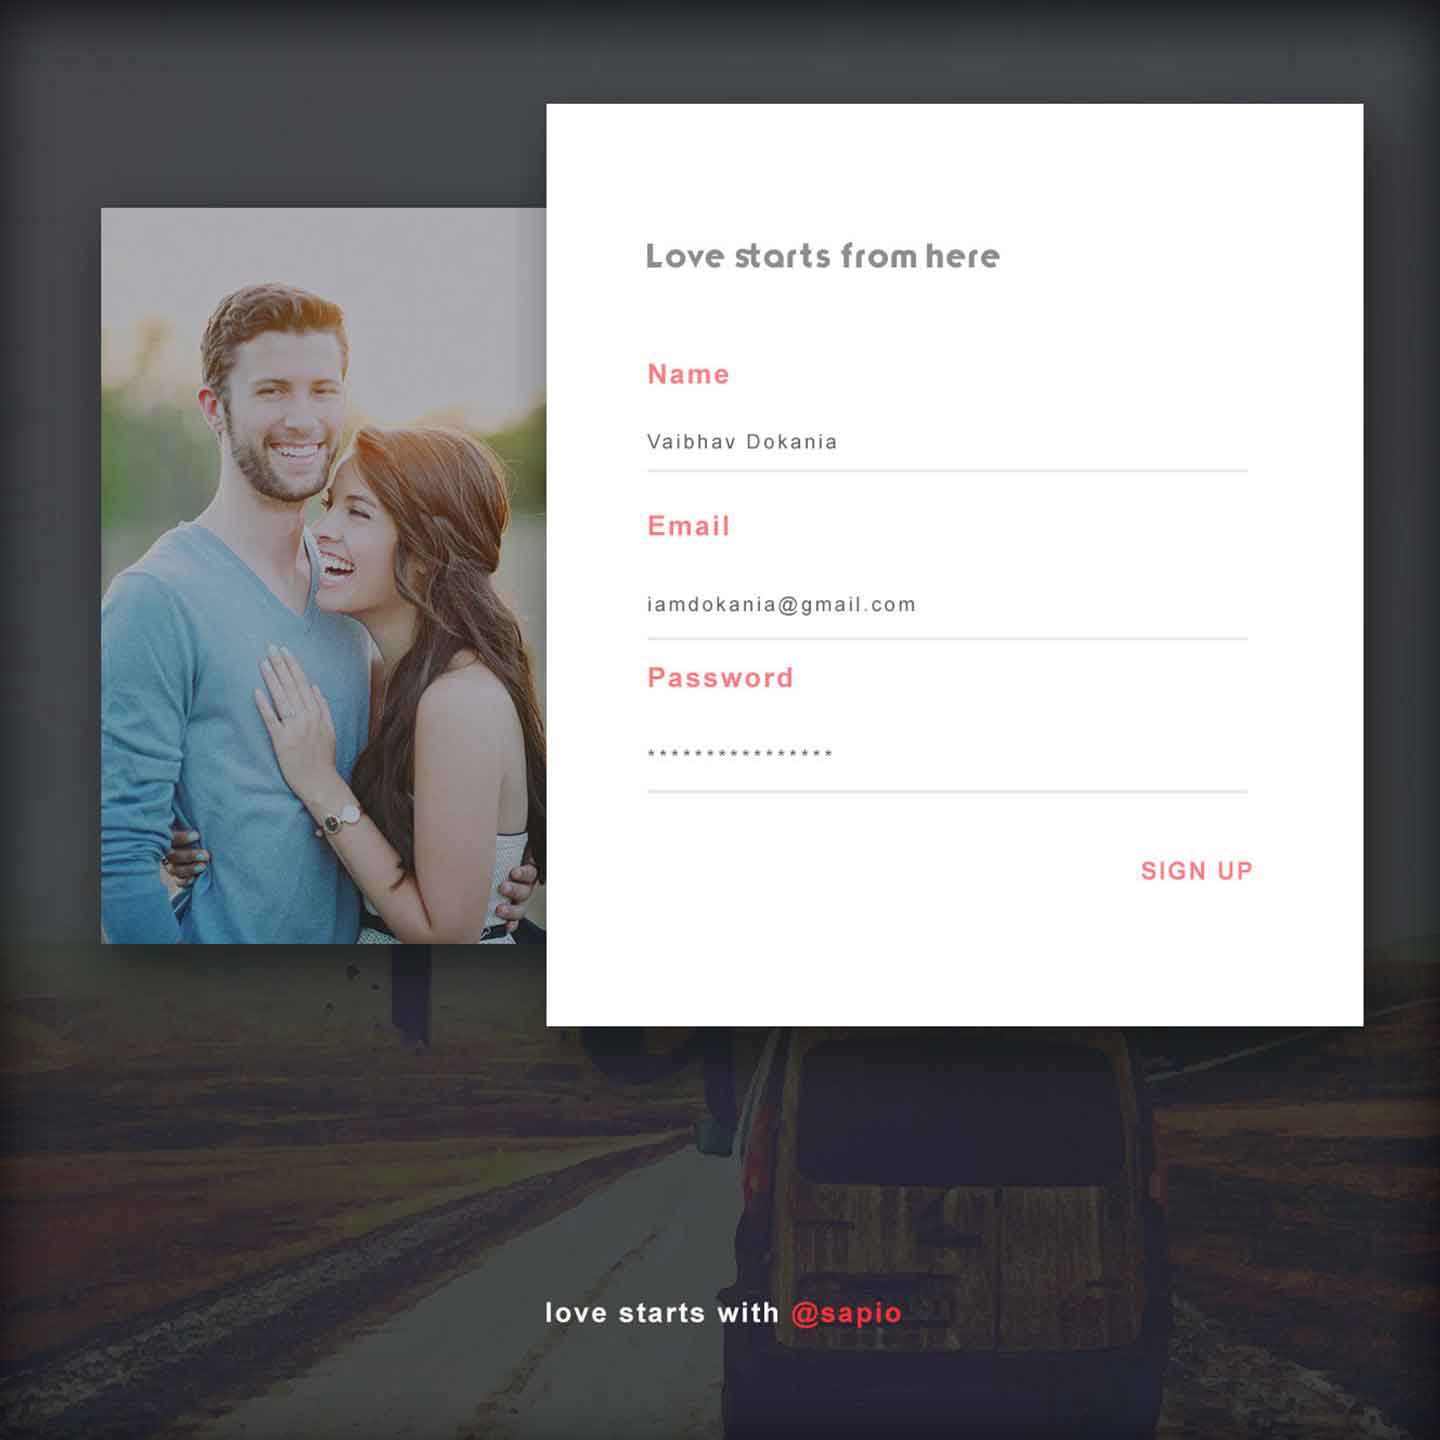 Love starts from here
Name
Vaibhav Dokania
Email
iamdokania@gmail.com
Password
****************
SIGN UP
love starts with @sapio